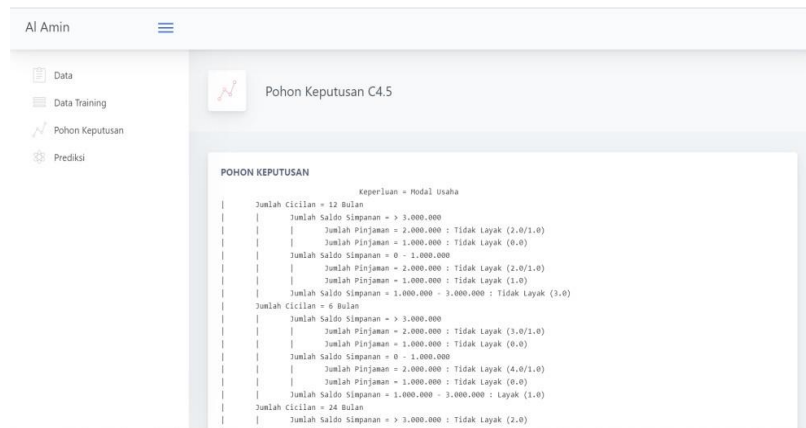 Al Amin
Data
Data Training
Pohon Keputusan
Prediksi
Pohon Keputusan C4.5
POHON KEPUTUSAN
Keperluan = Modal Usaha
| Jumlah Cicilan = 12 Bulan
| | Jumlah Saldo Simpanan = > 3.000.000
| | | Jumlah Pinjaman = 2.000.000 : Tidak Layak (2.0/1.0)
| | | Jumlah Pinjaman = 1.000.000 : Tidak Layak (0.0)
| | Jumlah Saldo Simpanan = 0 - 1.000.000
| | | Jumlah Pinjaman = 2.000.000 : Tidak Layak (2.0/1.0)
| | | Jumlah Pinjaman = 1.000.000 : Tidak Layak (1.0)
| | Jumlah Saldo Simpanan = 1.000.000 - 3.000.000 : Tidak Layak (3.0)
| Jumlah Cicilan = 6 Bulan
| | Jumlah Saldo Simpanan = > 3.000.000
| | | Jumlah Pinjaman = 2.000.000 : Tidak Layak (3.0/1.0)
| | | Jumlah Pinjaman = 1.000.000 : Tidak Layak (0.0)
| | Jumlah Saldo Simpanan = 0 - 1.000.000
| | | Jumlah Pinjaman = 2.000.000 : Tidak Layak (4.0/1.0)
| | | Jumlah Pinjaman = 1.000.000 : Tidak Layak (0.0)
| | Jumlah Saldo Simpanan = 1.000.000 - 3.000.000 : Layak (1.0)
| Jumlah Cicilan = 24 Bulan
| | Jumlah Saldo Simpanan = > 3.000.000 : Tidak Layak (2.0)